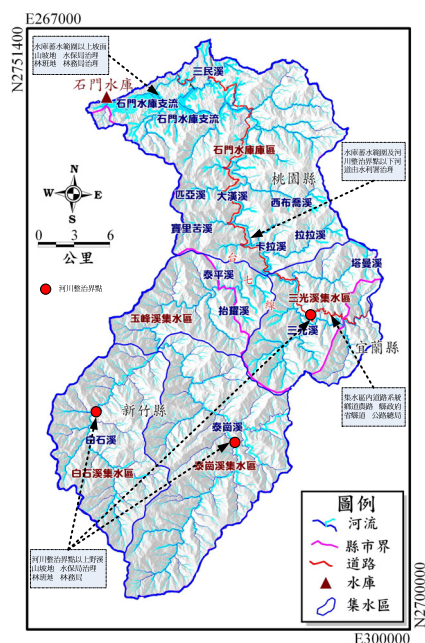 E267000
N2751400
水庫蓄水範圍以上坡面
山坡地 水保局治理
林班地 林務局治理
三民溪
石門水庫
石門水庫支流
石門水庫支流
石門水庫庫區
水庫蓄水範圍及河
川整治界點以下河
道由水利署治理
桃園縣
匹亞溪
大漢溪
西布喬溪
寶里苦溪
拉拉溪
卡拉溪
塔曼溪
N
W
E
S
0 3 6
公里
台
七
線
泰平溪
抬耀溪
三光溪集水區
三光溪
宜蘭縣
河川整治界點
玉峰溪集水區
集水區內道路系統
鄉道農路 縣政府
省縣道 公路總局
新竹縣
白石溪
泰崗溪
白石溪集水區
泰崗溪集水區
河川整治界點以上野溪
山坡地 水保局治理
林班地 林務局
圖例
河流
縣市界
道路
水庫
集水區
N2700000
E300000